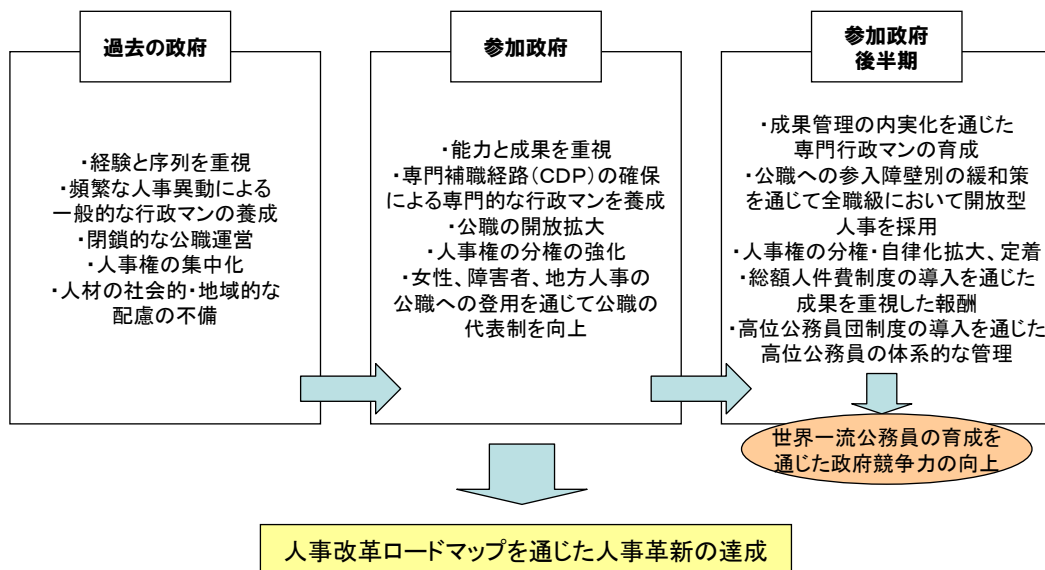 過去の政府
・経験と序列を重視
・頻繁な人事異動による
一般的な行政マンの養成
・閉鎖的な公職運営
・人事権の集中化
・人材の社会的・地域的な
配慮の不備
参加政府
・能力と成果を重視
・専門補職経路(CDP)の確保
による専門的な行政マンを養成
・公職の開放拡大
・人事権の分権の強化
・女性、障害者、地方人事の
公職への登用を通じて公職の
代表制を向上
参加政府
後半期
・成果管理の内実化を通じた
専門行政マンの育成
・公職への参入障壁別の緩和策
を通じて全職級において開放型
人事を採用
・人事権の分権・自律化拡大、定着
・総額人件費制度の導入を通じた
成果を重視した報酬
・高位公務員団制度の導入を通じた
高位公務員の体系的な管理
世界一流公務員の育成を
通じた政府競争力の向上
人事改革ロードマップを通じた人事革新の達成